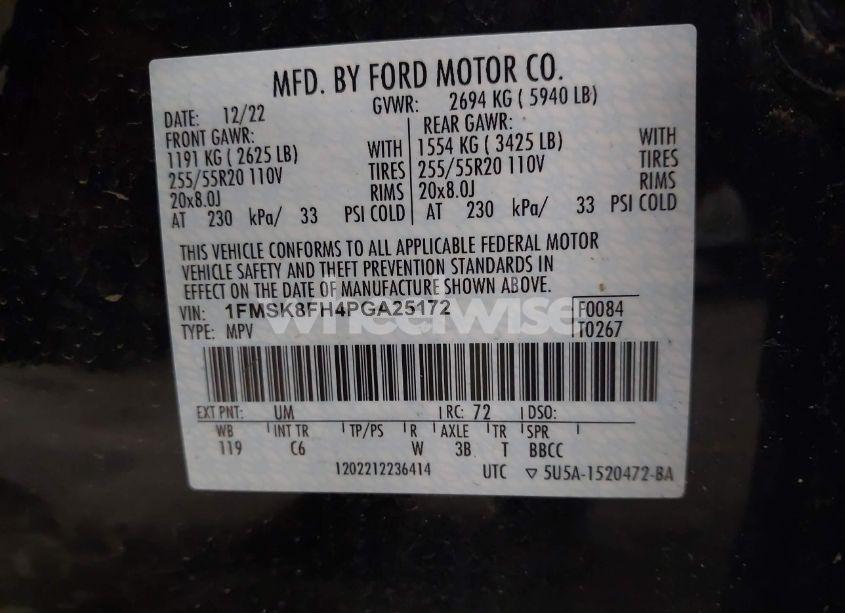 MFD. BY FORD MOTOR CO.
DATE: 12/22 GVWR: 2694 KG ( 5940 LB)
FRONT GAWR: REAR GAWR:
1191 KG ( 2625 LB) WITH 1554 KG ( 3425 LB) WITH
255/55R20 110V TIRES 255/55R20 110V TIRES
20x8.0J RIMS 20x8.0J RIMS
AT 230 kPa/ 33 PSI COLD AT 230 kPa/ 33 PSI COLD
THIS VEHICLE CONFORMS TO ALL APPLICABLE FEDERAL MOTOR
VEHICLE SAFETY AND THEFT PREVENTION STANDARDS IN
EFFECT ON THE DATE OF MANUFACTURE SHOWN ABOVE.
VIN: 1FMSK8FH4PGA25172 F0084
TYPE: MPV T0267
wheelwise
EXT PNT: UM RC: 72 DSO:
WB INT TR TP/PS R AXLE TR SPR
119 C6 W 3B T BBCC
1202212236414 UTC ▽ 5U5A-1520472-BA